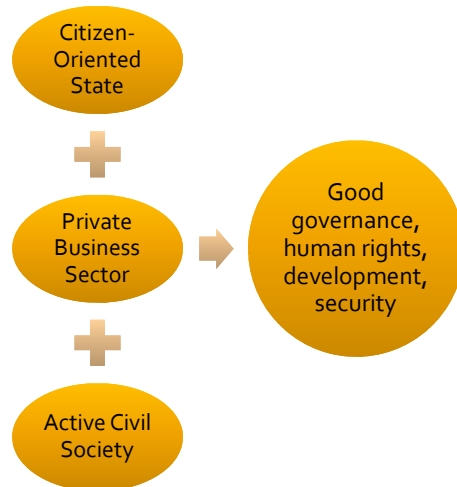 Citizen-
Oriented
State
Private
Business
Sector
Active Civil
Society
Good
governance,
human rights,
development,
security